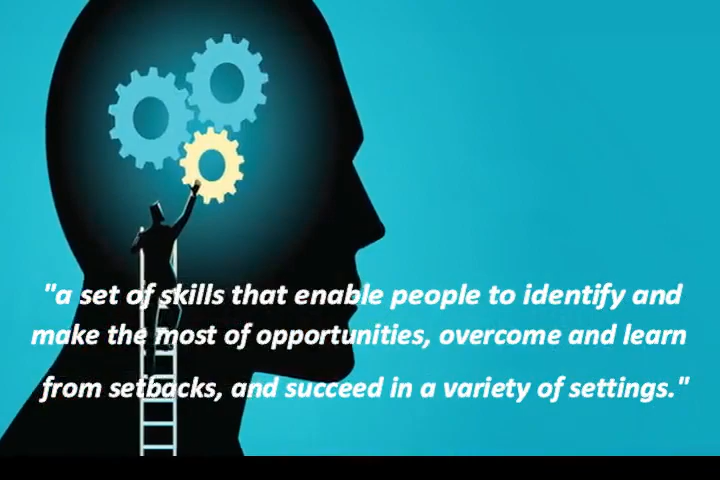 "a set of skills that enable people to identify and
make the most of opportunities, overcome and learn
from setbacks, and succeed in a variety of settings."